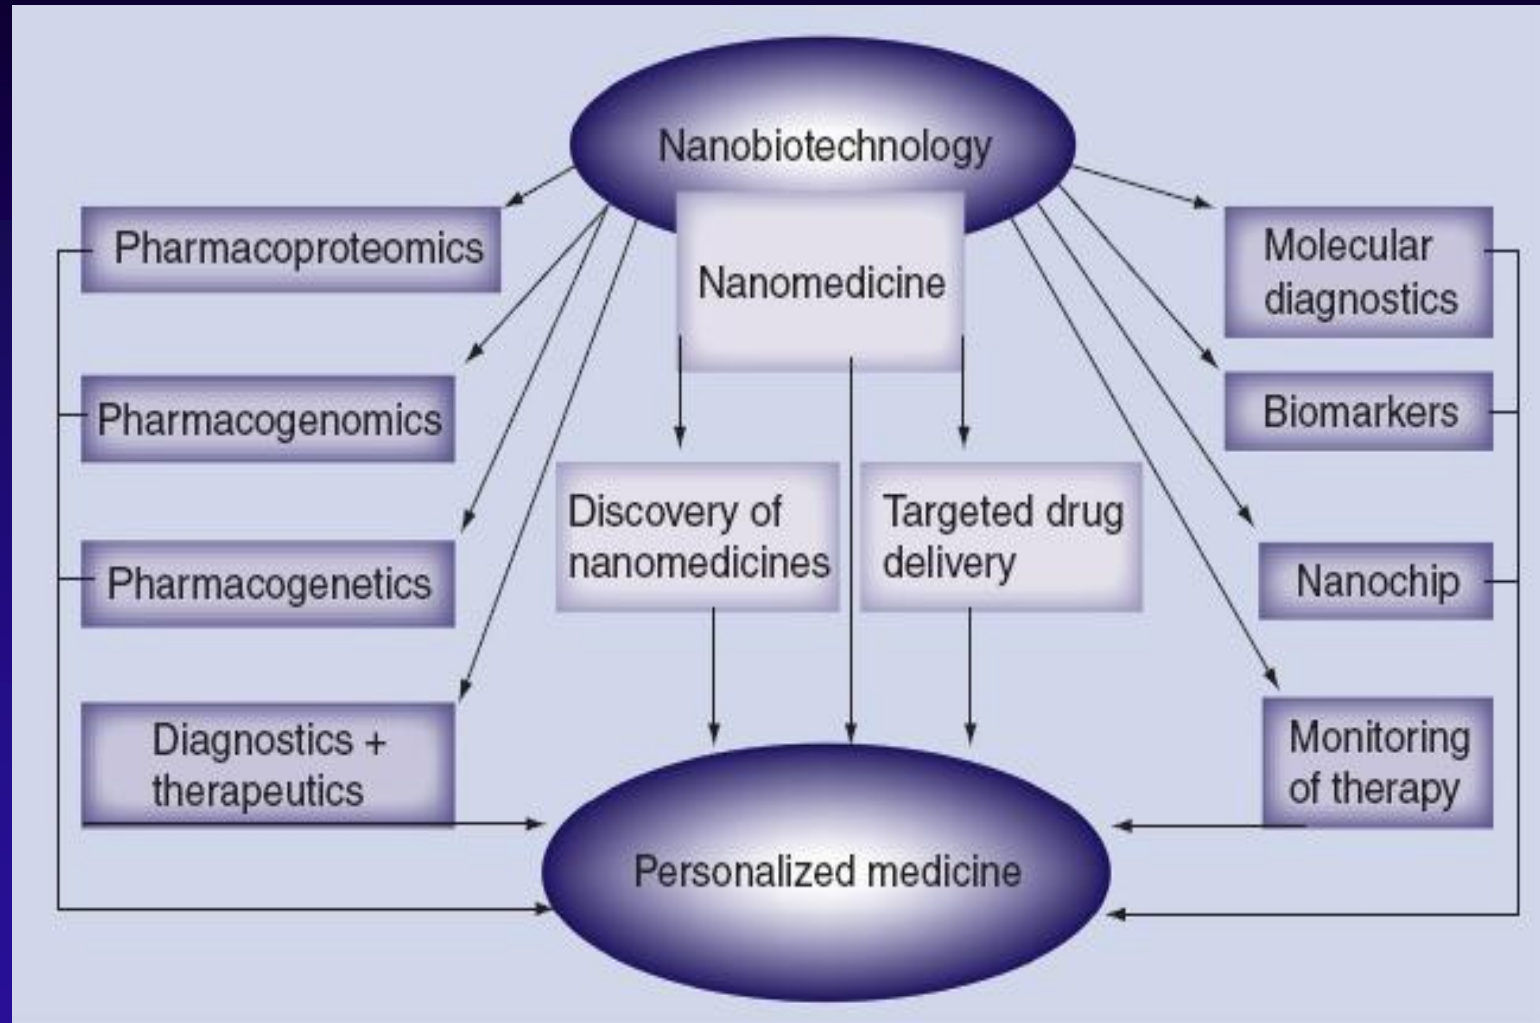 Nanobiotechnology
Nanomedicine
Pharmacoproteomics
Pharmacogenomics
Pharmacogenetics
Diagnostics +
therapeutics
Discovery of
nanomedicines
Targeted drug
delivery
Molecular
diagnostics
Biomarkers
Nanochip
Monitoring
of therapy
Personalized medicine